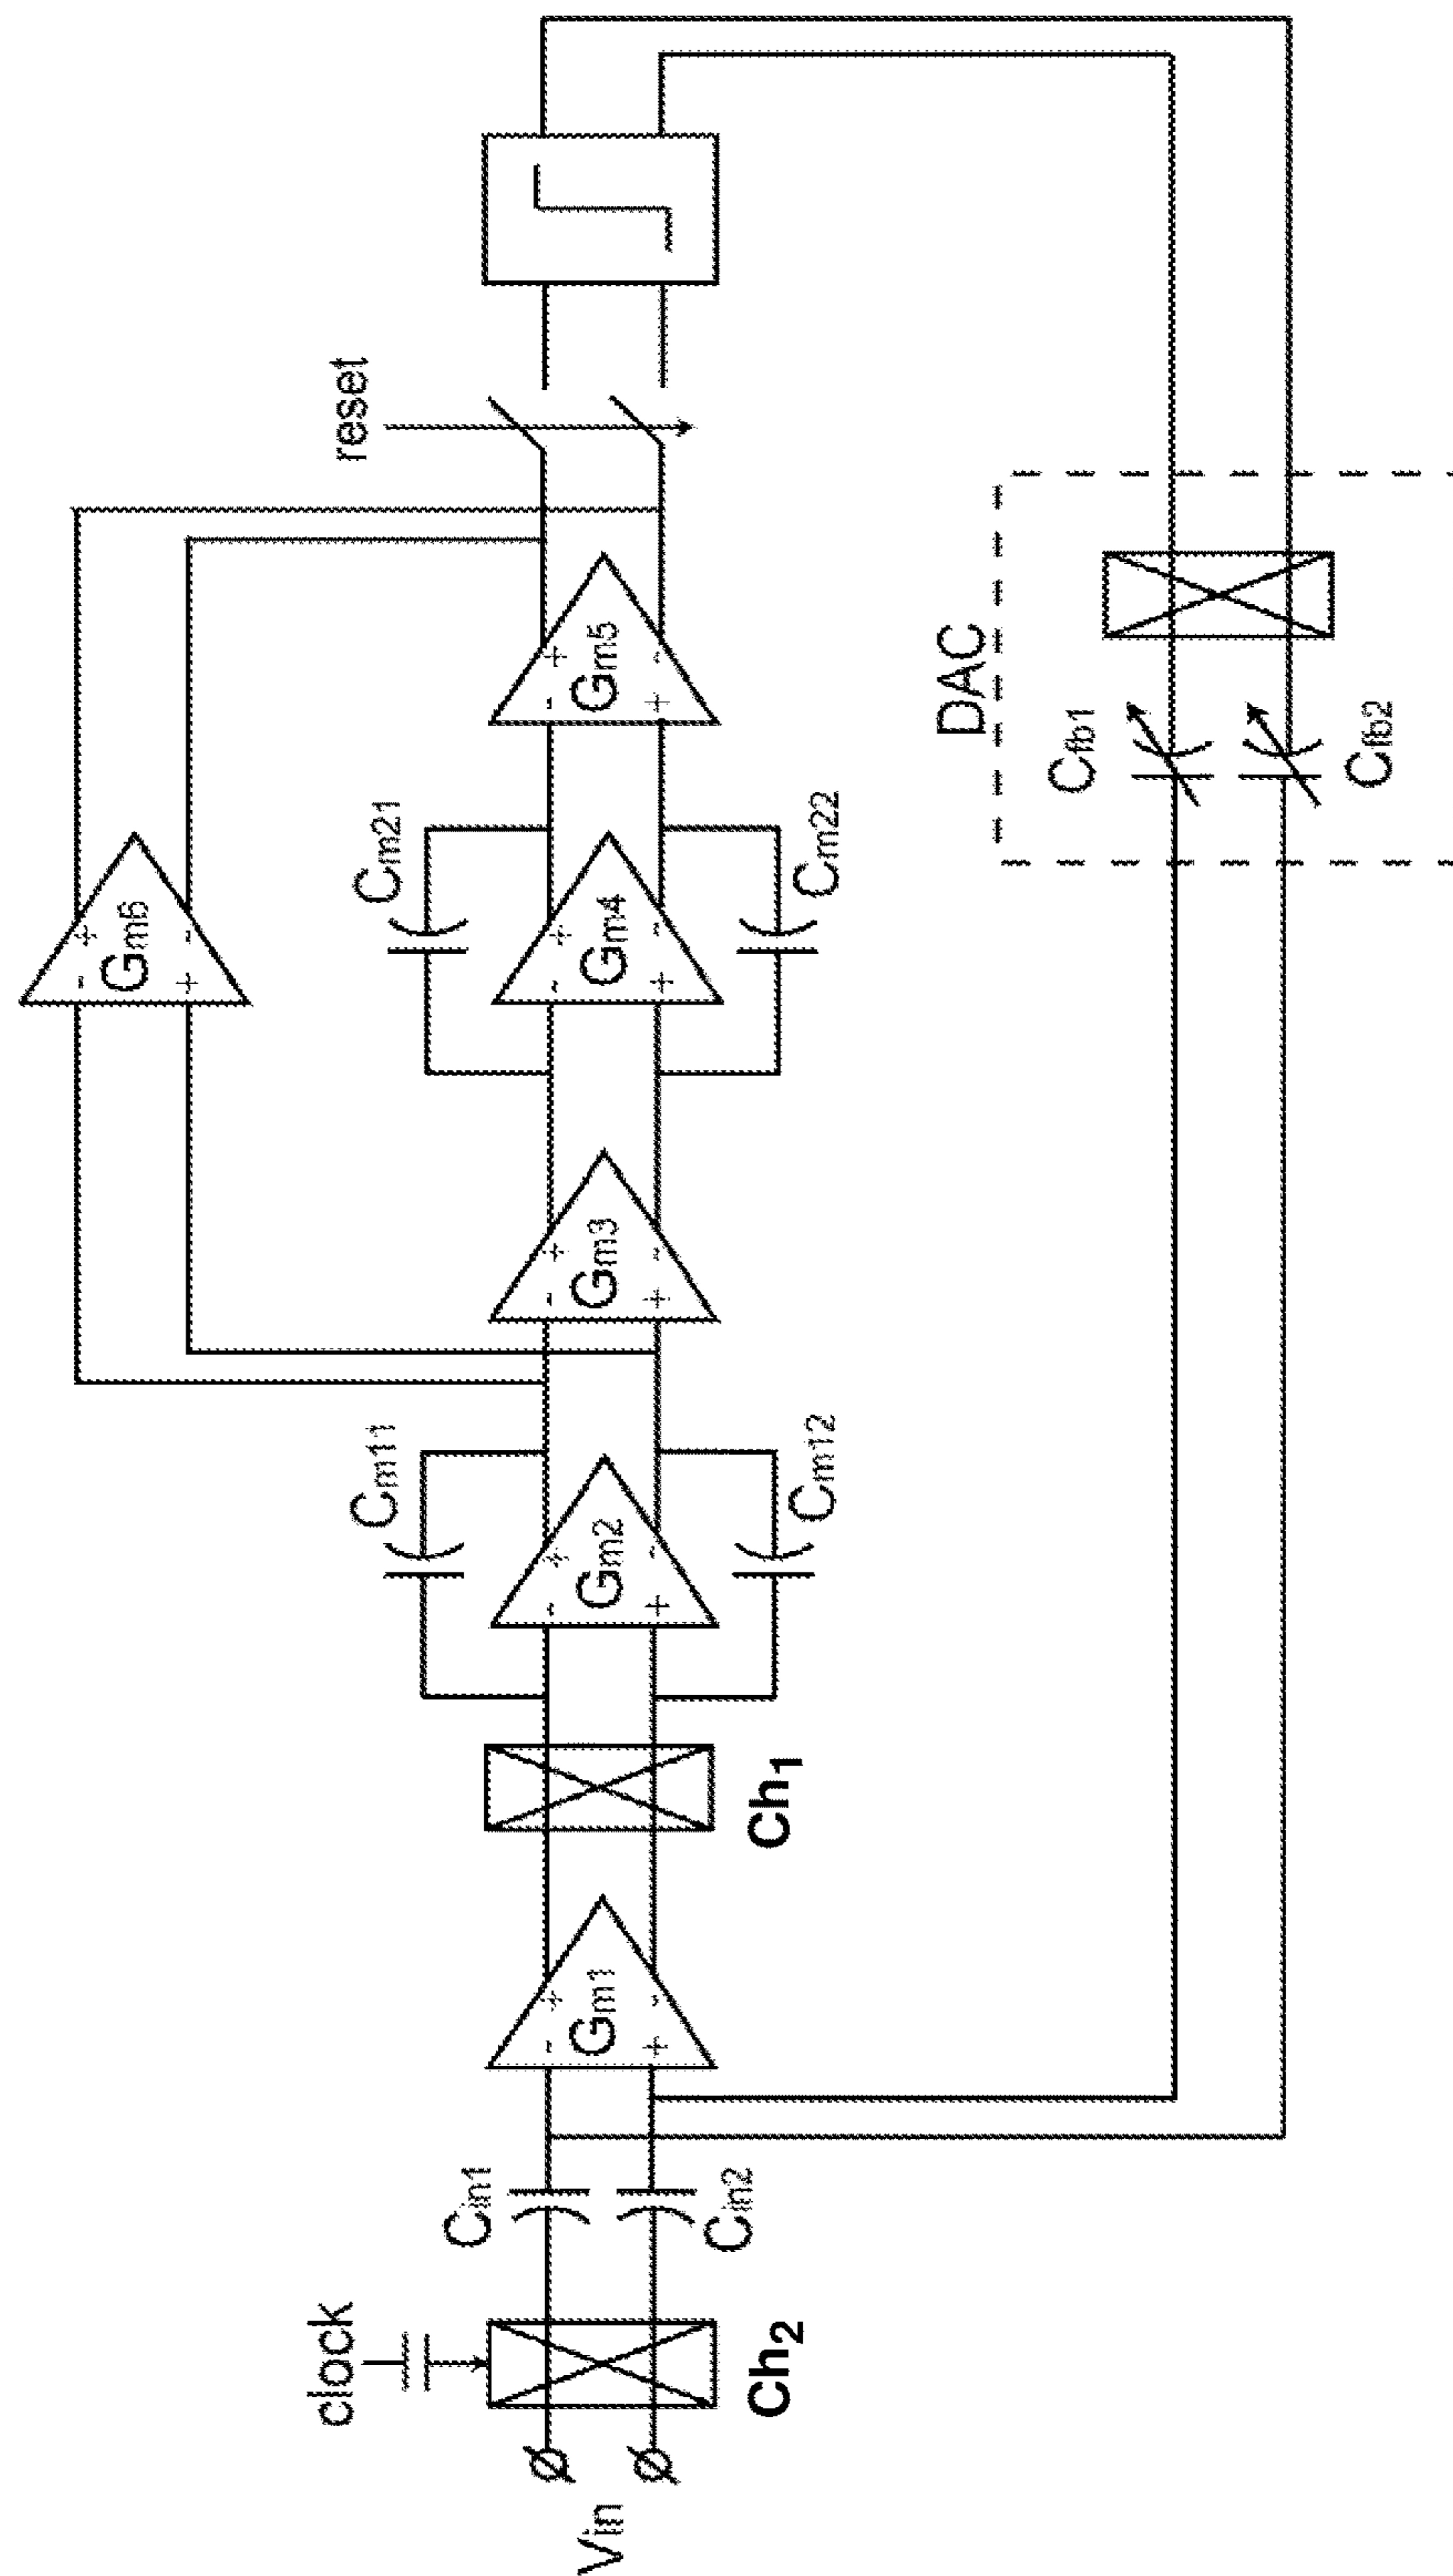 reset
Gm6
Cm11
Cm21
clock
Cin1
Gm1
Gm2
Gm3
Gm4
Gm5
Vin
Cin2
Cm12
Cm22
Ch2
Ch1
DAC
Cfb1
Cfb2